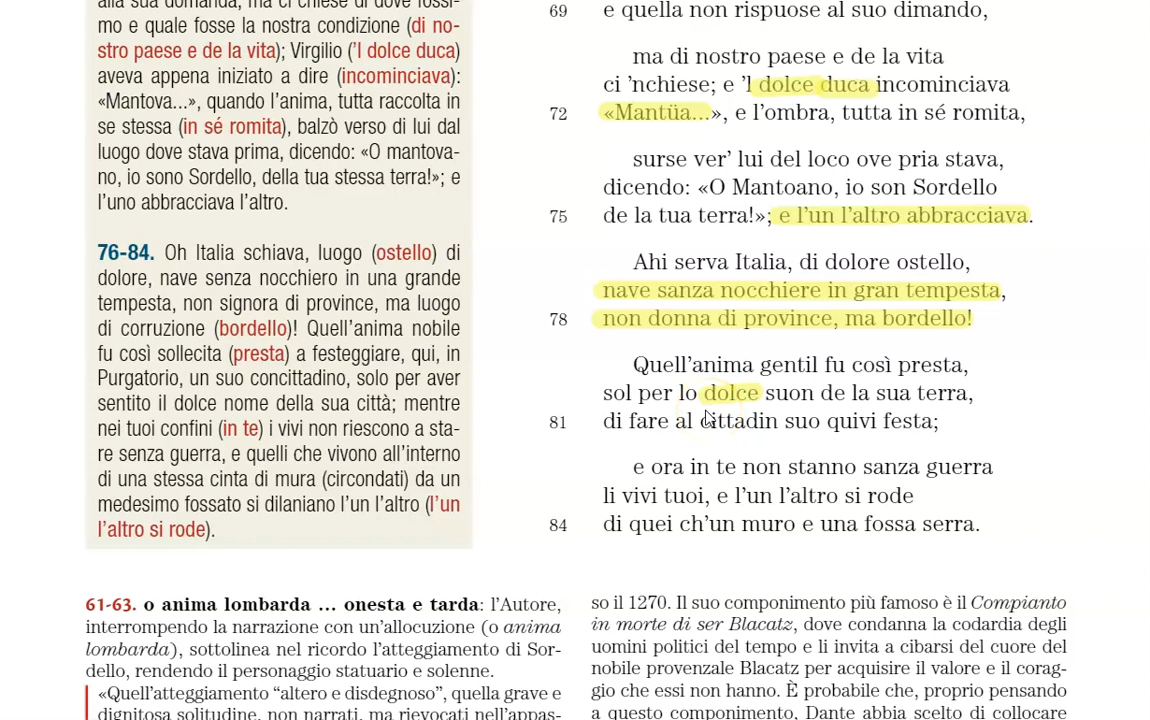 alla sua domanda, ma ci chiese di dove fossi-
mo e quale fosse la nostra condizione (di no-
stro paese e de la vita); Virgilio ('l dolce duca)
aveva appena iniziato a dire (incominciava):
«Mantova...», quando l'anima, tutta raccolta in
se stessa (in sé romita), balzò verso di lui dal
luogo dove stava prima, dicendo: «O mantova-
no, io sono Sordello, della tua stessa terra!»; e
l'uno abbracciava l'altro.
76-84. Oh Italia schiava, luogo (ostello) di
dolore, nave senza nocchiero in una grande
tempesta, non signora di province, ma luogo
di corruzione (bordello)! Quell'anima nobile
fu così sollecita (presta) a festeggiare, qui, in
Purgatorio, un suo concittadino, solo per aver
sentito il dolce nome della sua città; mentre
nei tuoi confini (in te) i vivi non riescono a sta-
re senza guerra, e quelli che vivono all'interno
di una stessa cinta di mura (circondati) da un
medesimo fossato si dilaniano l'un l'altro (l'un
l'altro si rode).
69 e quella non rispuose al suo dimando,
ma di nostro paese e de la vita
ci 'nchiese; e 'l dolce duca incominciava
72 «Mantüa...», e l'ombra, tutta in sé romita,
surse ver' lui del loco ove pria stava,
dicendo: «O Mantoano, io son Sordello
75 de la tua terra!»; e l'un l'altro abbracciava.
Ahi serva Italia, di dolore ostello,
nave sanza nocchiere in gran tempesta,
78 non donna di province, ma bordello!
Quell'anima gentil fu così presta,
sol per lo dolce suon de la sua terra,
81 di fare al cittadin suo quivi festa;
e ora in te non stanno sanza guerra
li vivi tuoi, e l'un l'altro si rode
84 di quei ch'un muro e una fossa serra.
61-63. o anima lombarda ... onesta e tarda: l'Autore,
interrompendo la narrazione con un'allocuzione (o anima
lombarda), sottolinea nel ricordo l'atteggiamento di Sor-
dello, rendendo il personaggio statuario e solenne.
«Quell'atteggiamento “altero e disdegnoso”, quella grave e
dignitosa solitudine, non narrati, ma rievocati nell'appas-
so il 1270. Il suo componimento più famoso è il Compianto
in morte di ser Blacatz, dove condanna la codardia degli
uomini politici del tempo e li invita a cibarsi del cuore del
nobile provenzale Blacatz per acquisire il valore e il corag-
gio che essi non hanno. È probabile che, proprio pensando
a questo componimento, Dante abbia scelto di collocare